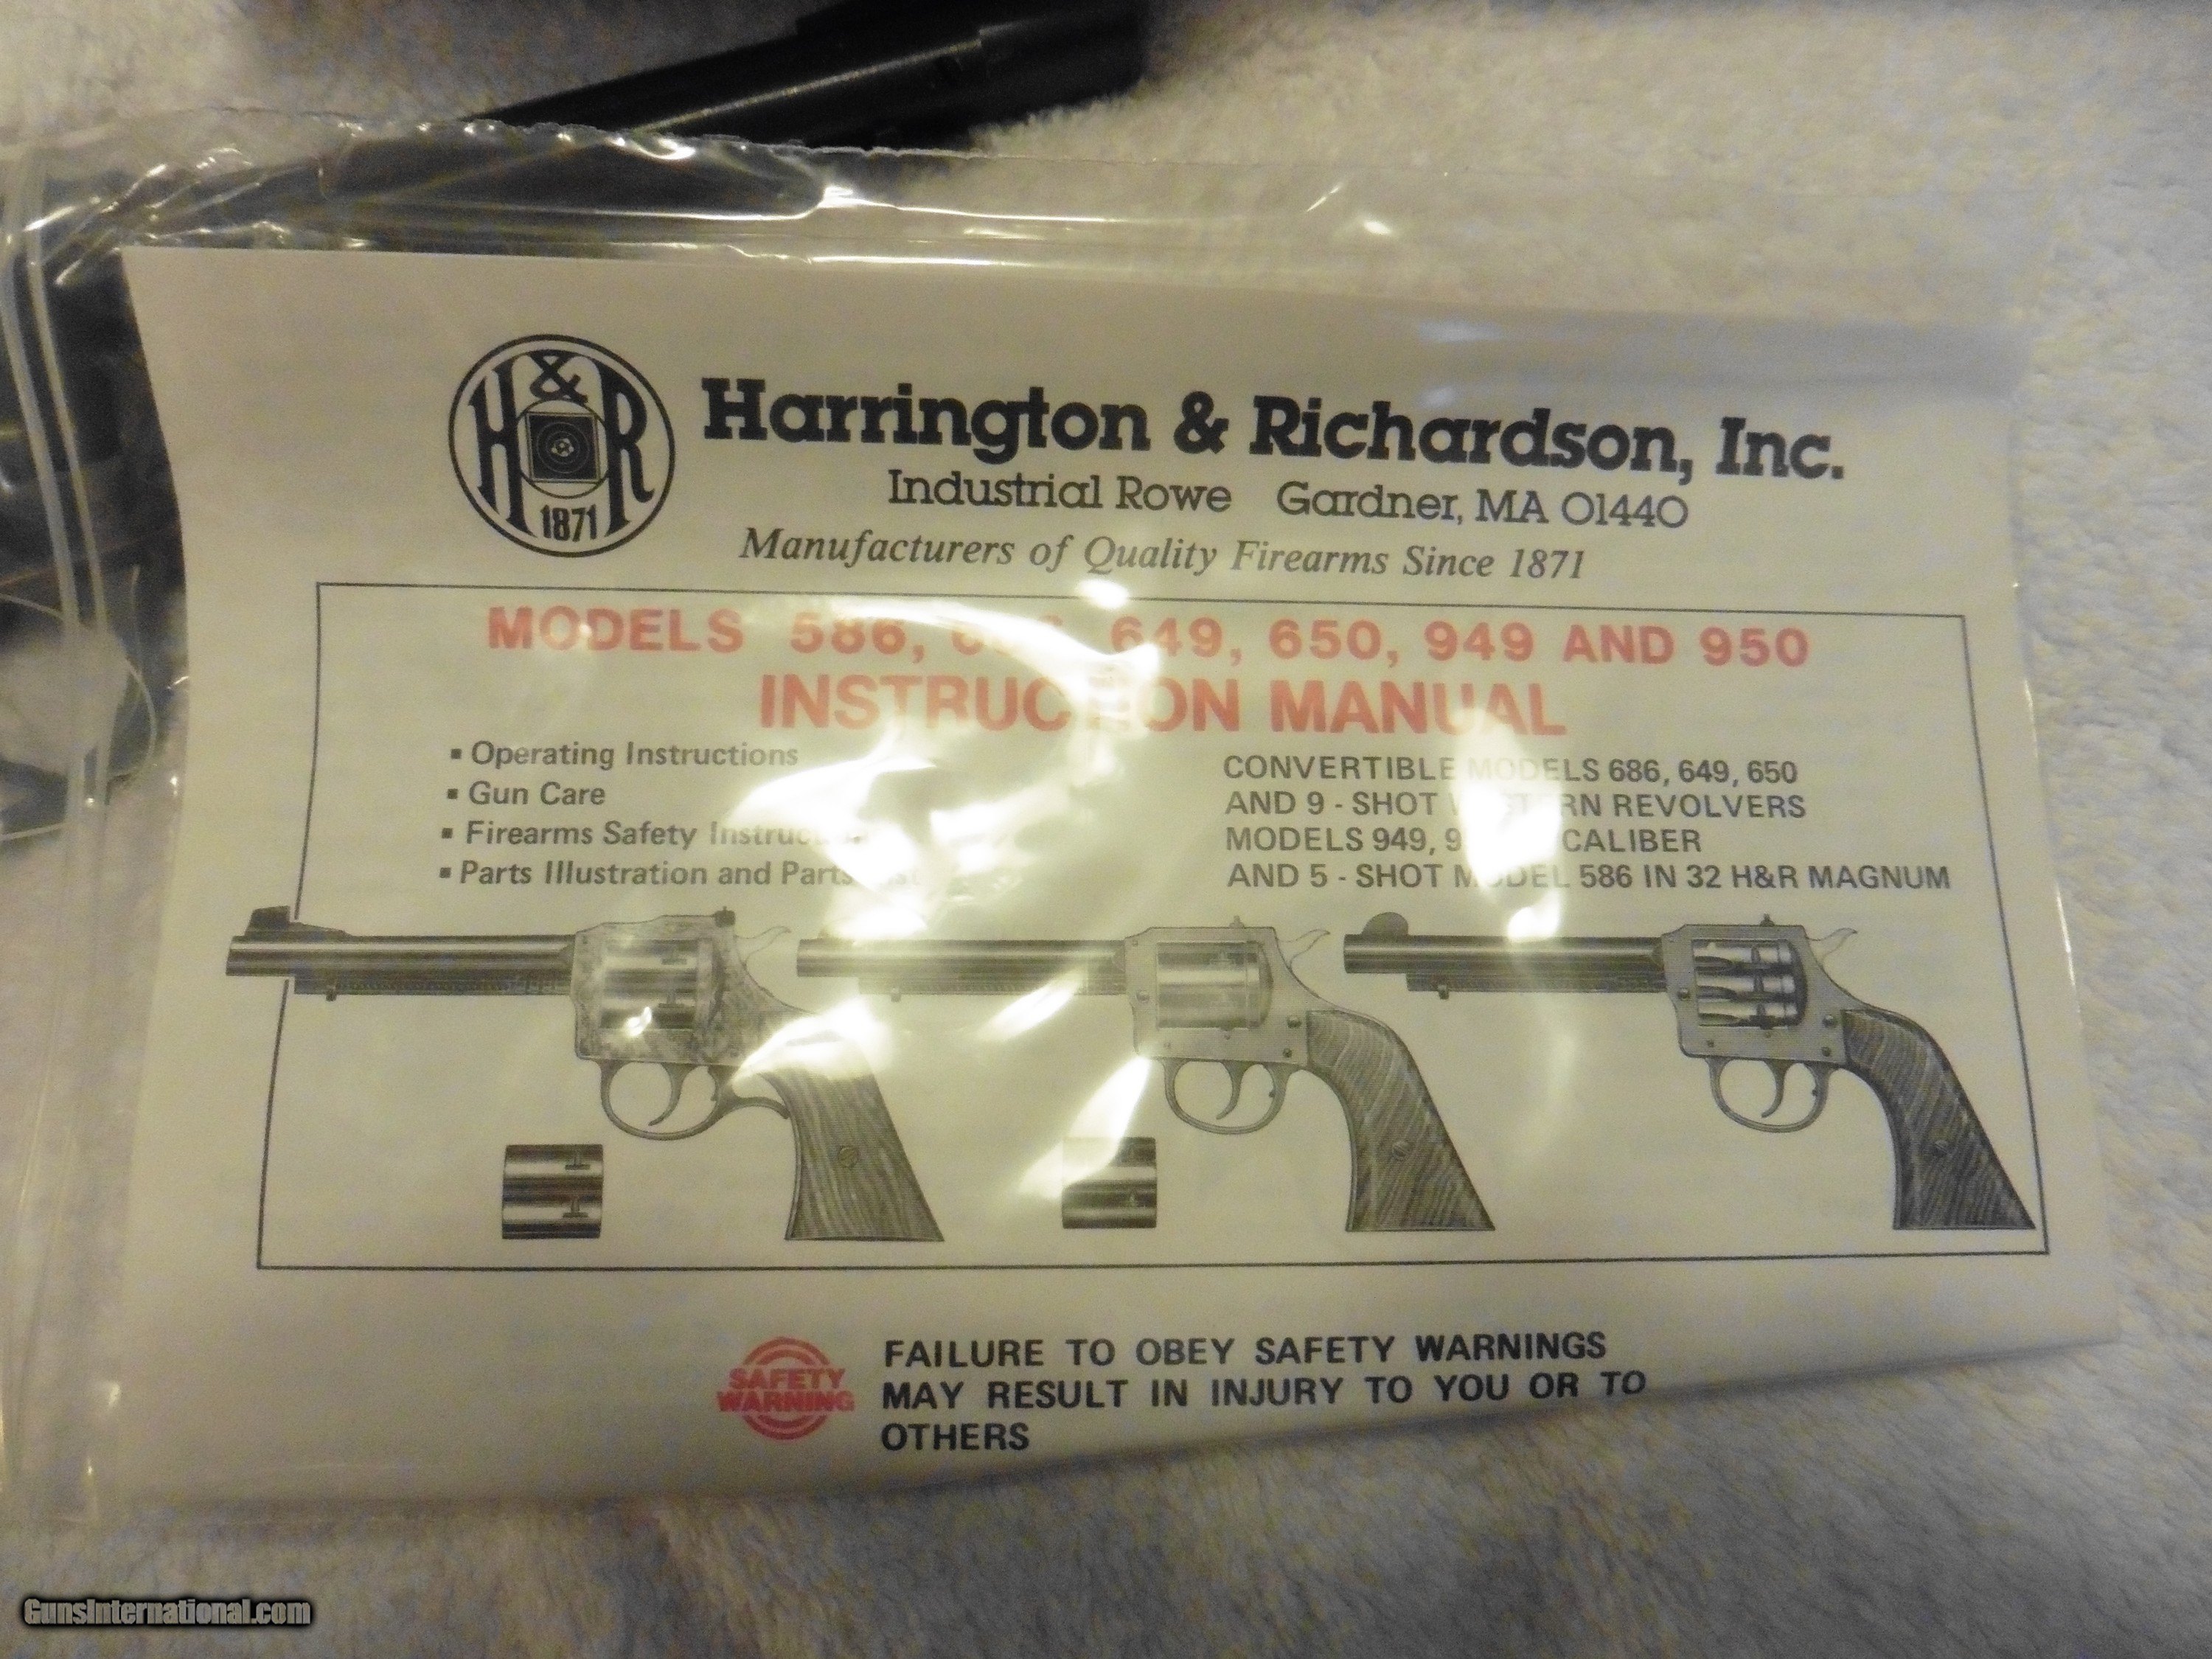 H&R
1871
Harrington & Richardson, Inc.
Industrial Rowe Gardner, MA 01440
Manufacturers of Quality Firearms Since 1871
MODELS 586, 649, 650, 949 AND 950
INSTRUCTION MANUAL
▪ Operating Instructions
▪ Gun Care
▪ Firearms Safety
▪ Parts Illustration and Parts
CONVERTIBLE MODELS 686, 649, 650
AND 9 - SHOT WESTERN REVOLVERS
MODELS 949, CALIBER
AND 5 - SHOT MODEL 586 IN 32 H&R MAGNUM
SAFETY
WARNING
FAILURE TO OBEY SAFETY WARNINGS
MAY RESULT IN INJURY TO YOU OR TO
OTHERS
GunsInternational.com